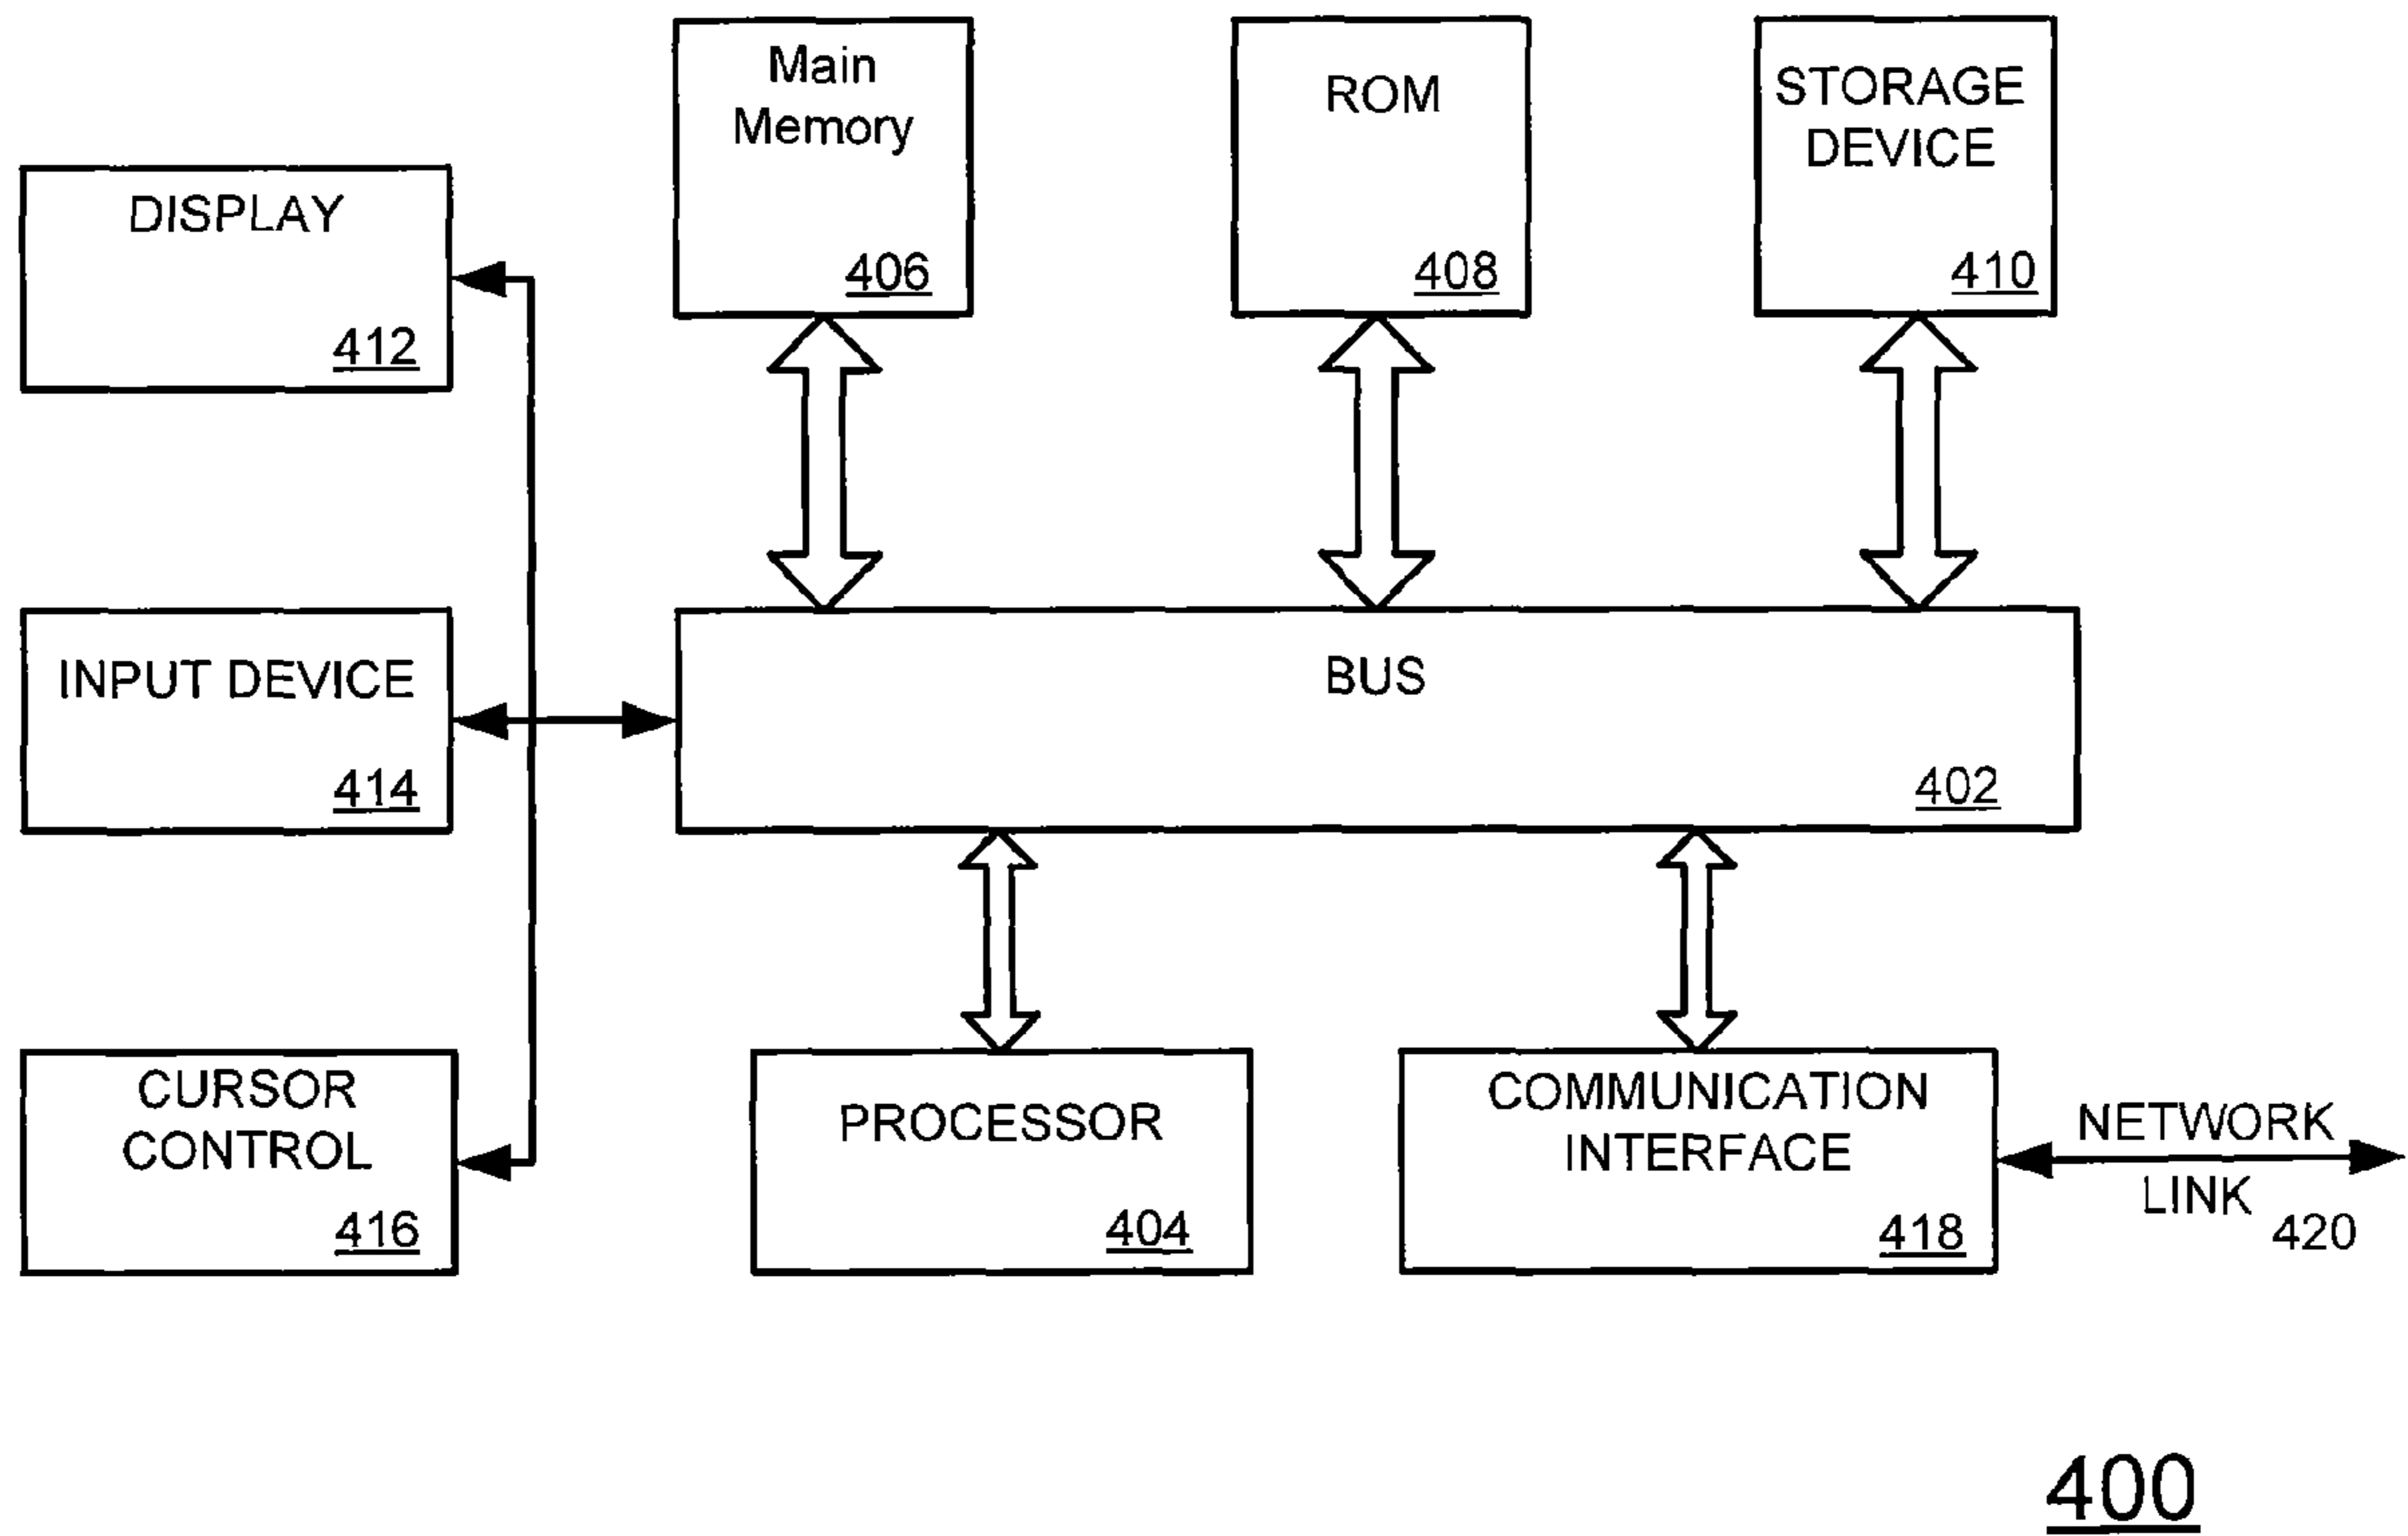 Main
Memory
406
ROM
408
STORAGE
DEVICE
410
DISPLAY
412
INPUT DEVICE
414
BUS
402
CURSOR
CONTROL
416
PROCESSOR
404
COMMUNICATION
INTERFACE
418
NETWORK
LINK
420
400